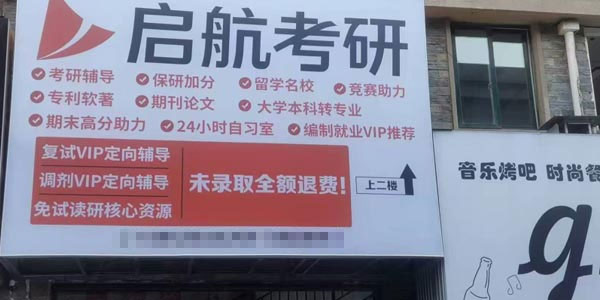 启航考研
考研辅导 保研加分 留学名校 竞赛助力
专利软著 期刊论文 大学本科转专业
期末高分助力 24小时自习室 编制就业VIP推荐
复试VIP定向辅导
调剂VIP定向辅导
免试读研核心资源
未录取全额退费!
上二楼
音乐烤吧 时尚餐
g